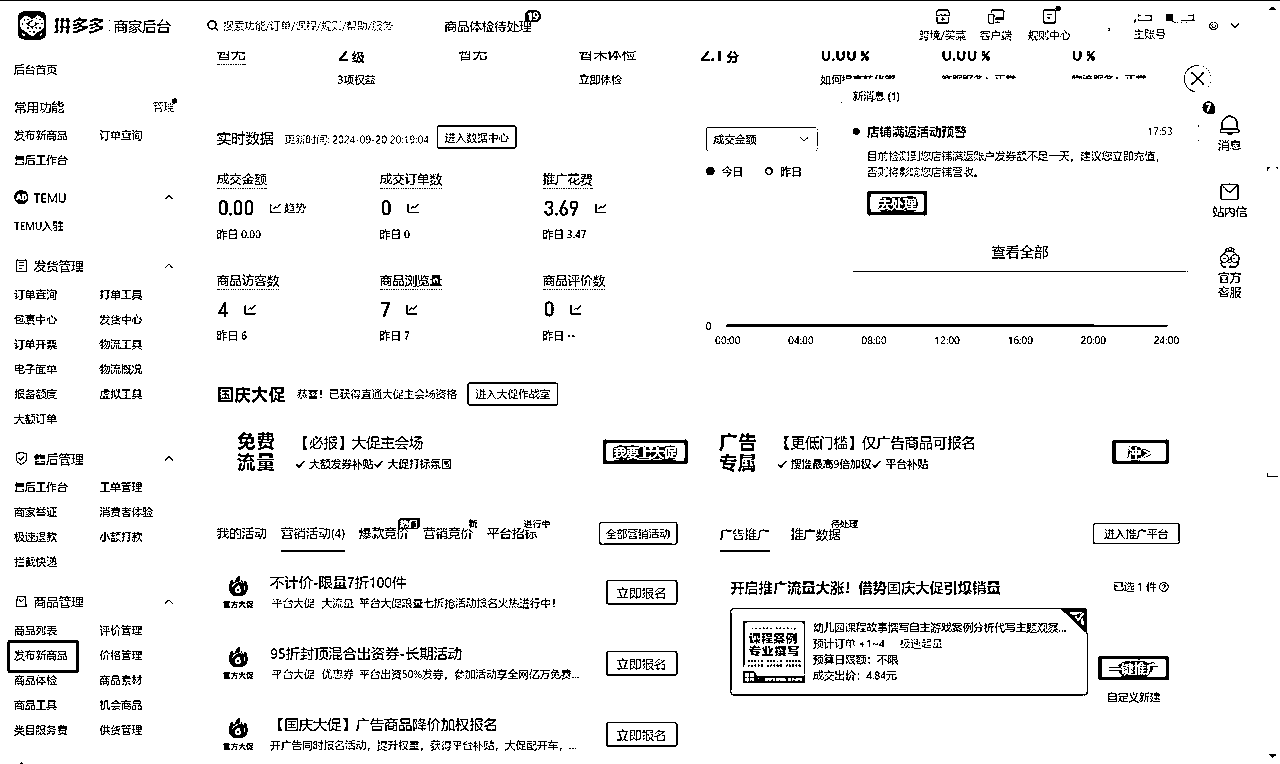 拼多多 商家后台
搜索功能/订单/课程/规则/帮助/服务
商品体检待处理 19
跨境/买菜 客户端 规则中心
主账号
后台首页
常用功能 管理
发布新商品 订单查询
售后工作台
TEMU
TEMU入驻
发货管理
订单查询 打单工具
包裹中心 发货中心
订单开票 物流工具
电子面单 物流概况
报备额度 虚拟工具
大额订单
售后管理
售后工作台 工单管理
商家举证 消费者体验
极速退款 小额打款
拦截快递
商品管理
商品列表 评价管理
发布新商品 价格管理
商品体检 商品素材
商品工具 机会商品
类目服务费 供货管理
暂无 2级 暂无 暂未体检 2.1分 0.00% 0.00% 0.00%
3项权益 立即体检
实时数据 更新时间: 2024-09-20 20:19:04 进入数据中心
成交金额 成交订单数 推广花费
0.00 趋势 0 3.69
昨日 0.00 昨日 0 昨日 3.47
商品访客数 商品浏览量 商品评价数
4 7 0
昨日 6 昨日 7 昨日 --
成交金额
今日 昨日
新消息 (1)
店铺满返活动预警 17:53
目前检测到您店铺满返账户发券额不足一天，建议您立即充值，
否则将影响您店铺营收。
去处理
查看全部
0
00:00 04:00 08:00 12:00 16:00 20:00 24:00
7
消息
站内信
官方
客服
国庆大促 恭喜！已获得直通大促主会场资格 进入大促作战室
免费
流量
【必报】大促主会场
大额发券补贴 大促打标氛围
我要上大促
广告
专属
【更低门槛】仅广告商品可报名
搜推最高9倍加权 平台补贴
冲>
我的活动 营销活动(4) 爆款竞价 热门 营销竞价 新 平台招标 进行中 全部营销活动
官方大促
不计价-限量7折100件
平台大促 大流量 平台大促限量七折抢活动报名火热进行中！
立即报名
官方大促
95折封顶混合出资券-长期活动
平台大促 优惠券 平台出资50%发券，参加活动享全网亿万免费...
立即报名
官方大促
【国庆大促】广告商品降价加权报名
开广告同时报名活动，提升权重，获得平台补贴，大促配开车，...
立即报名
广告推广 推广数据 待处理 进入推广平台
开启推广流量大涨！借势国庆大促引爆销量 已选 1 件
课程案例
专业撰写
幼儿园课程故事撰写自主游戏案例分析代写主题观察...
预计订单 +1~4 极速起量
预算日限额：不限
成交出价：4.84元
一键推广
自定义新建